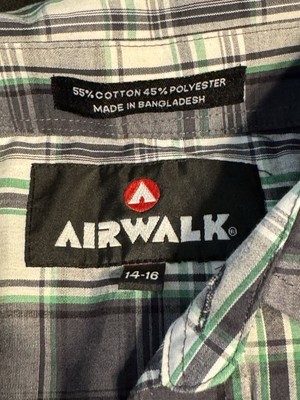 55% COTTON 45% POLYESTER
MADE IN BANGLADESH
AIRWALK®
14-16